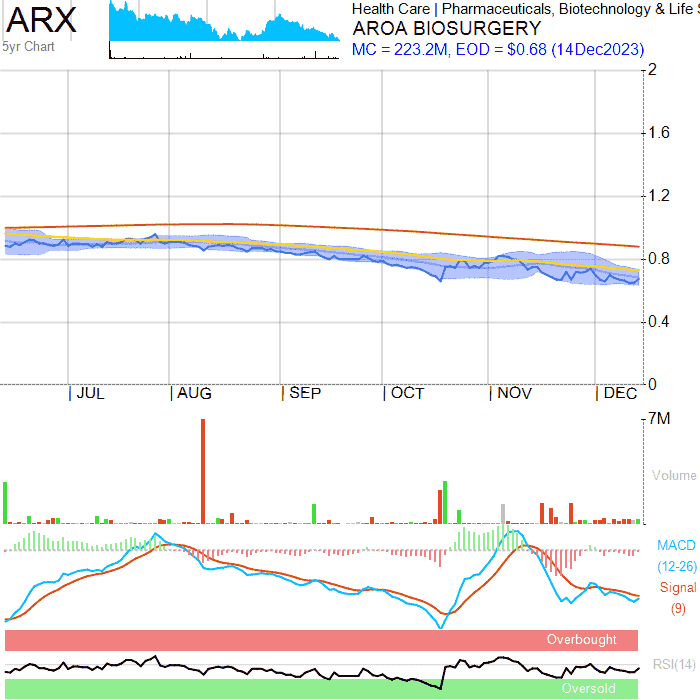 ARX
5yr Chart
Health Care | Pharmaceuticals, Biotechnology & Life S
AROA BIOSURGERY
MC = 223.2M, EOD = $0.68 (14Dec2023)
2
1.6
1.2
0.8
0.4
0
JUL
AUG
SEP
OCT
NOV
DEC
7M
Volume
MACD
(12-26)
Signal
(9)
Overbought
RSI(14)
Oversold